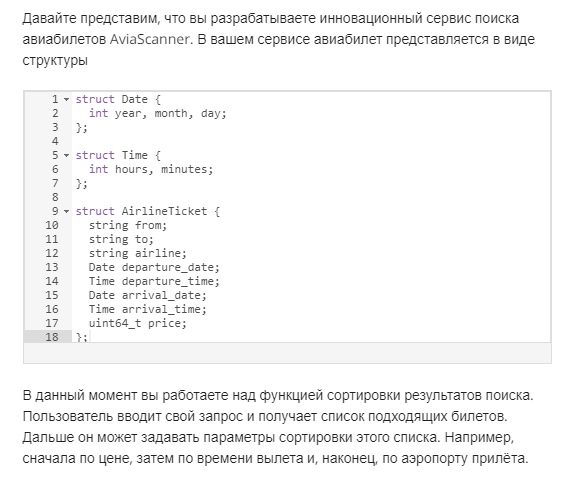 Давайте представим, что вы разрабатываете инновационный сервис поиска
авиабилетов AviaScanner. В вашем сервисе авиабилет представляется в виде
структуры
1 struct Date {
2   int year, month, day;
3 };
4
5 struct Time {
6   int hours, minutes;
7 };
8
9 struct AirlineTicket {
10   string from;
11   string to;
12   string airline;
13   Date departure_date;
14   Time departure_time;
15   Date arrival_date;
16   Time arrival_time;
17   uint64_t price;
18 };
В данный момент вы работаете над функцией сортировки результатов поиска.
Пользователь вводит свой запрос и получает список подходящих билетов.
Дальше он может задавать параметры сортировки этого списка. Например,
сначала по цене, затем по времени вылета и, наконец, по аэропорту прилёта.